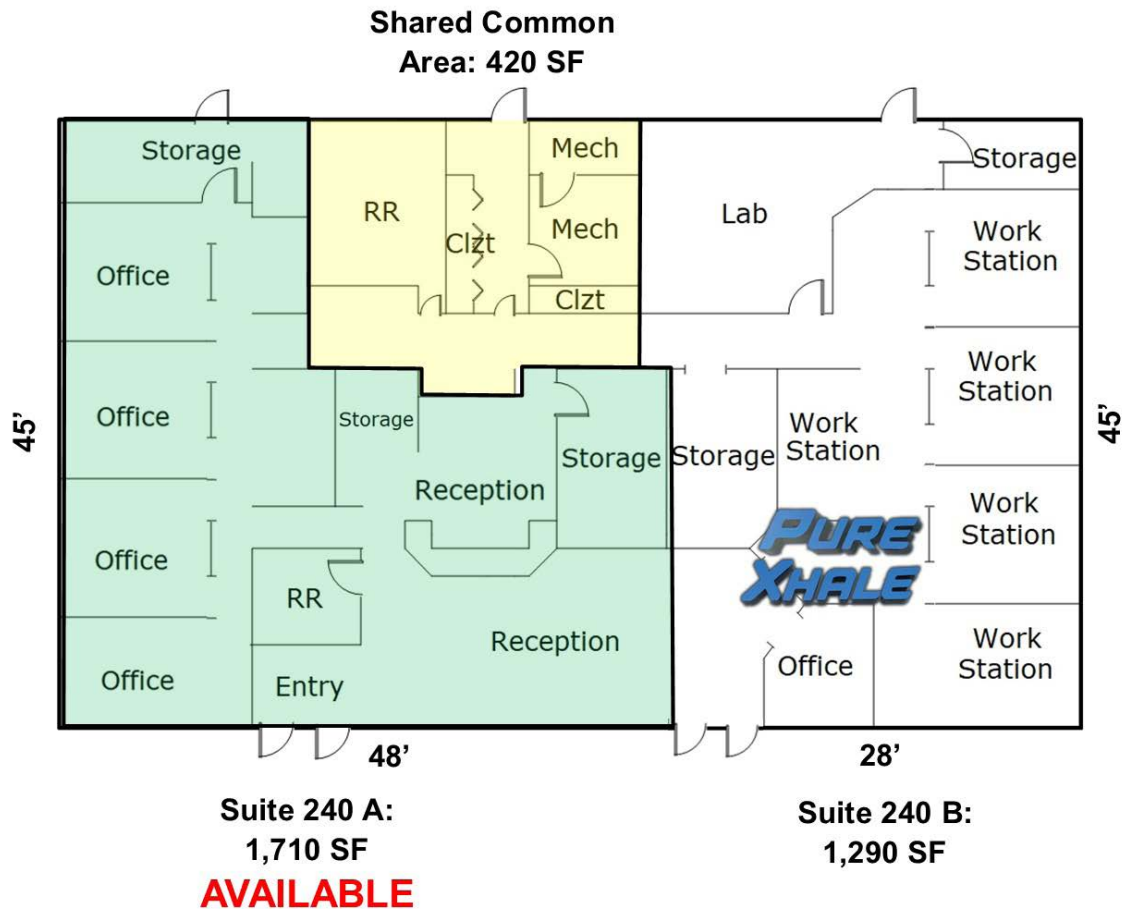 Shared Common
Area: 420 SF
Storage
Mech
Storage
RR
Lab
Clzt
Mech
Work
Station
Office
Clzt
Office
Storage
Storage
Reception
Storage
Work
Station
Work
Station
45’
45’
PURE
XHALE
Work
Station
Office
RR
Reception
Office
Entry
Office
Work
Station
48’
28’
Suite 240 A:
1,710 SF
AVAILABLE
Suite 240 B:
1,290 SF